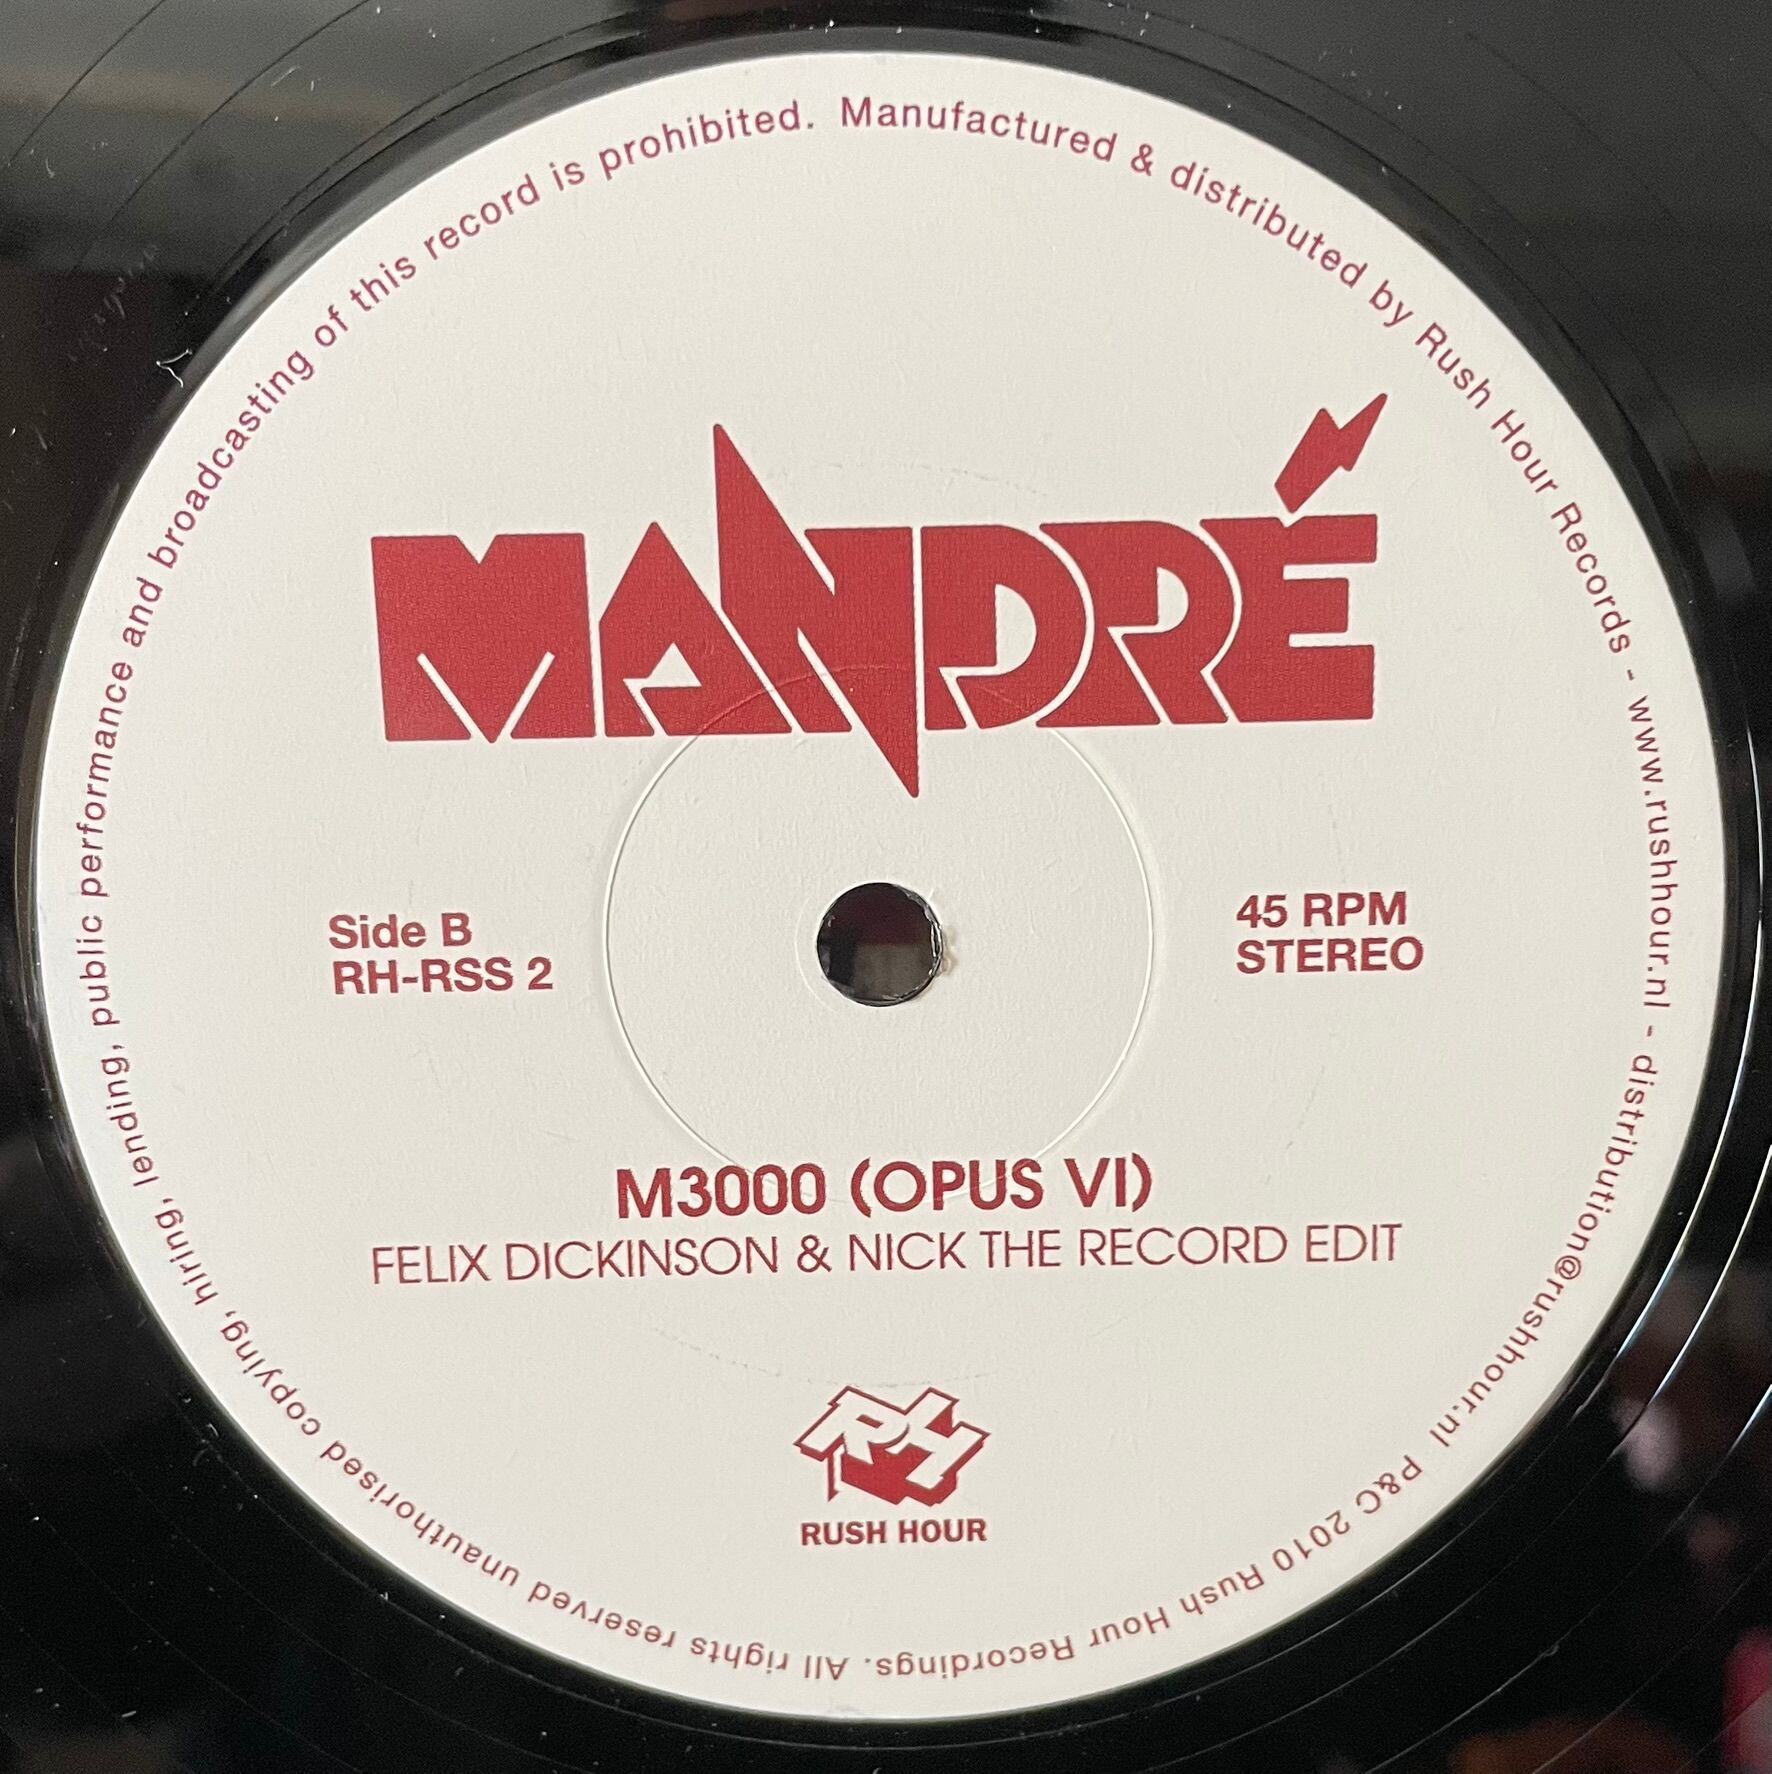 MANDRÉ
Side B
RH-RSS 2
45 RPM
STEREO
M3000 (OPUS VI)
FELIX DICKINSON & NICK THE RECORD EDIT
RH
RUSH HOUR
Manufactured & distributed by Rush Hour Records - www.rushhour.nl - distribution@rushhour.nl P&C 2010 Rush Hour Recordings. All rights reserved unauthorised copying, hiring, lending, public performance and broadcasting of this record is prohibited.